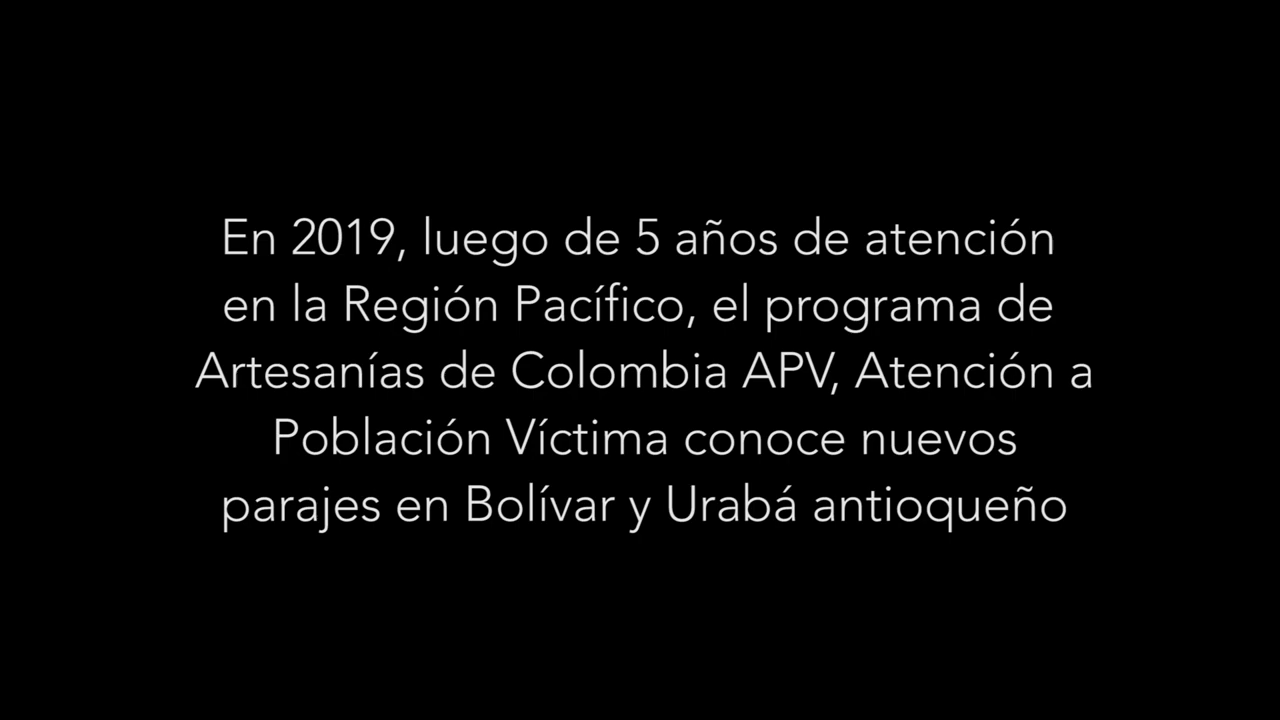 En 2019, luego de 5 años de atención
en la Región Pacífico, el programa de
Artesanías de Colombia APV, Atención a
Población Víctima conoce nuevos
parajes en Bolívar y Urabá antioqueño